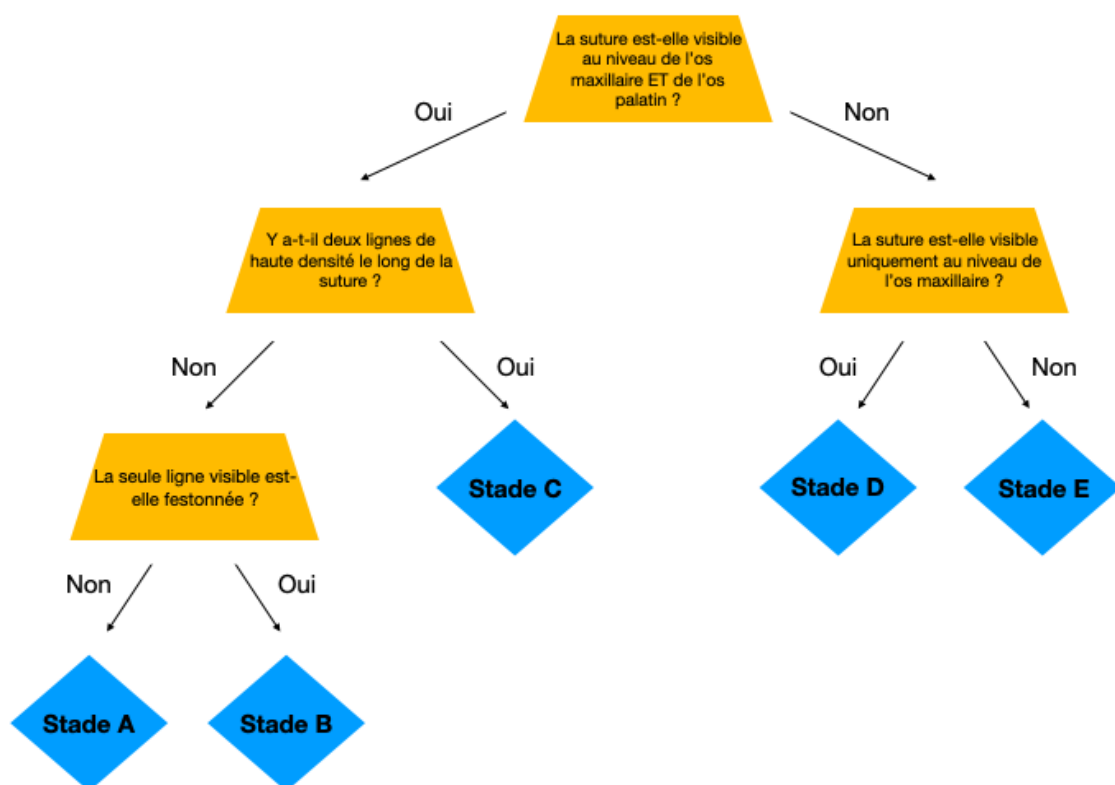 La suture est-elle visible
au niveau de l'os
maxillaire ET de l'os
palatin ?
Oui
Non
Y a-t-il deux lignes de
haute densité le long de la
suture ?
La suture est-elle visible
uniquement au niveau de
l'os maxillaire ?
Non
Oui
Oui
Non
La seule ligne visible est-
elle festonnée ?
Stade C
Stade D
Stade E
Non
Oui
Stade A
Stade B